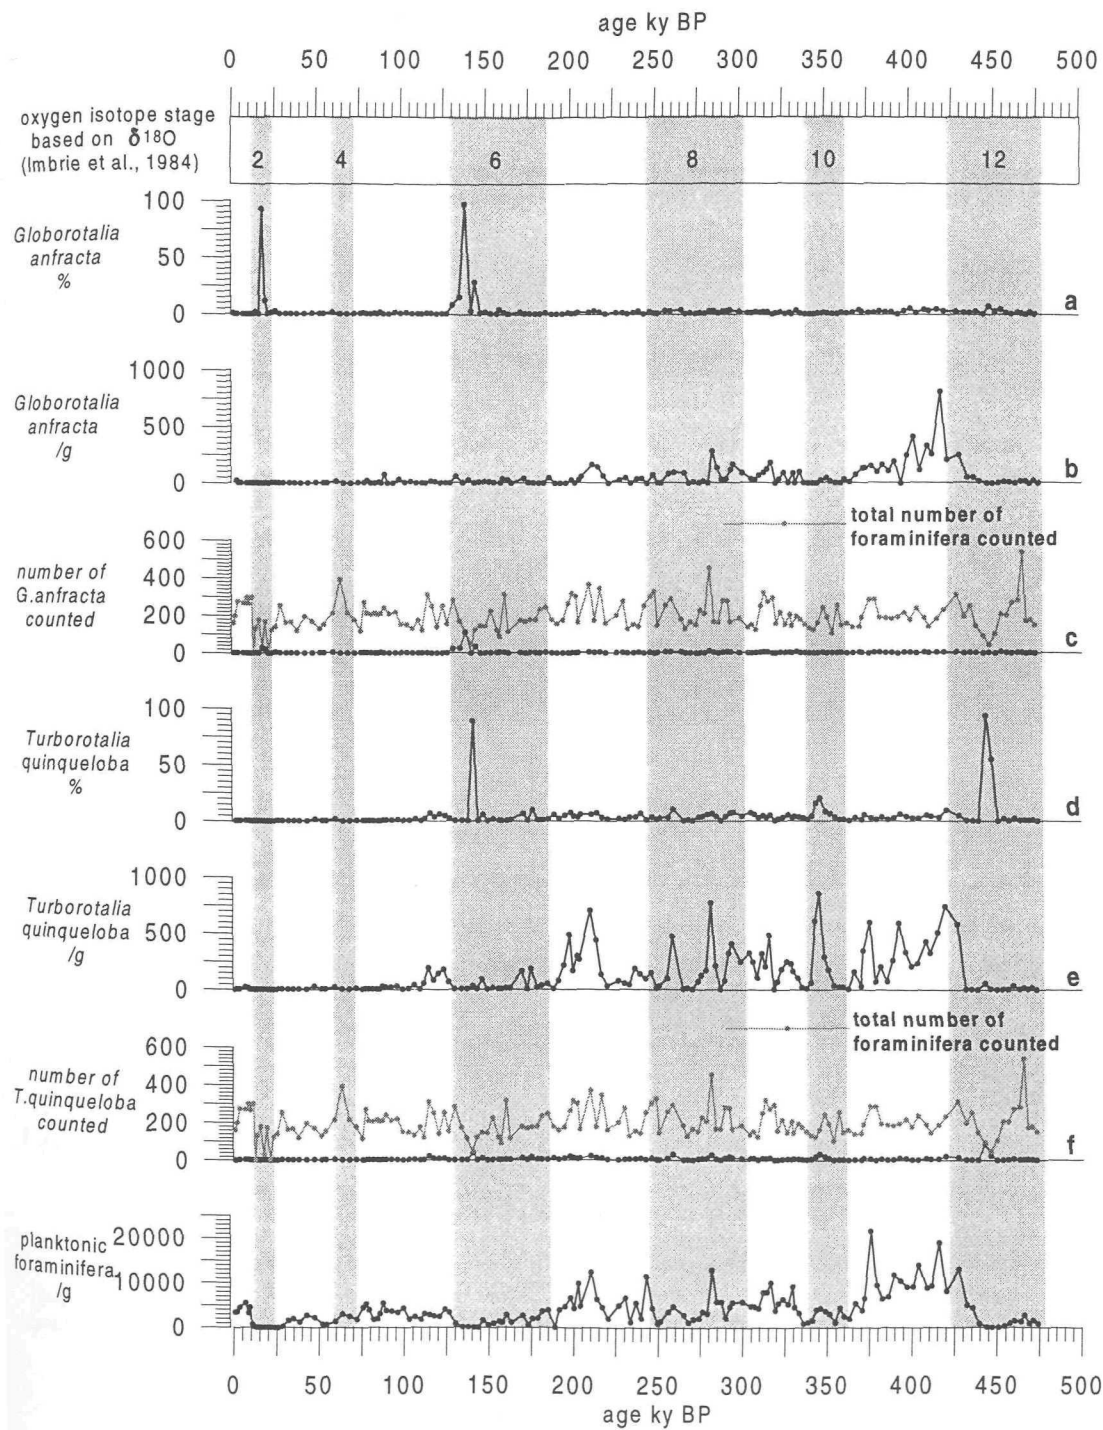 age ky BP
0 50 100 150 200 250 300 350 400 450 500
oxygen isotope stage
based on δ18O
(Imbrie et al., 1984)
2 4 6 8 10 12
Globorotalia
anfracta
%
100
50
0
a
Globorotalia
anfracta
/g
1000
500
0
b
total number of
foraminifera counted
number of
G.anfracta
counted
600
400
200
0
c
Turborotalia
quinqueloba
%
100
50
0
d
Turborotalia
quinqueloba
/g
1000
500
0
e
total number of
foraminifera counted
number of
T.quinqueloba
counted
600
400
200
0
f
planktonic
foraminifera
/g
20000
10000
0
0 50 100 150 200 250 300 350 400 450 500
age ky BP